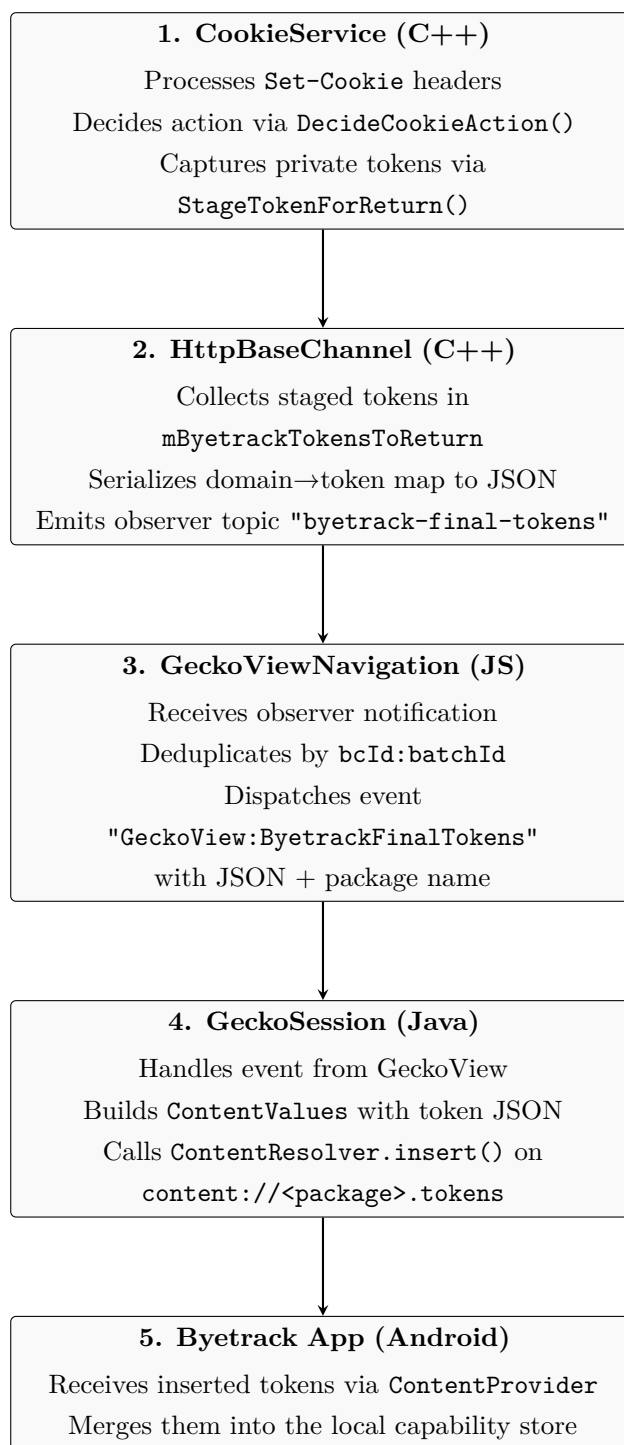 1. CookieService (C++)
Processes Set-Cookie headers
Decides action via DecideCookieAction()
Captures private tokens via
StageTokenForReturn()
2. HttpBaseChannel (C++)
Collects staged tokens in
mByetrackTokensToReturn
Serializes domain→token map to JSON
Emits observer topic "byetrack-final-tokens"
3. GeckoViewNavigation (JS)
Receives observer notification
Deduplicates by bcId:batchId
Dispatches event
"GeckoView:ByetrackFinalTokens"
with JSON + package name
4. GeckoSession (Java)
Handles event from GeckoView
Builds ContentValues with token JSON
Calls ContentResolver.insert() on
content://<package>.tokens
5. Byetrack App (Android)
Receives inserted tokens via ContentProvider
Merges them into the local capability store